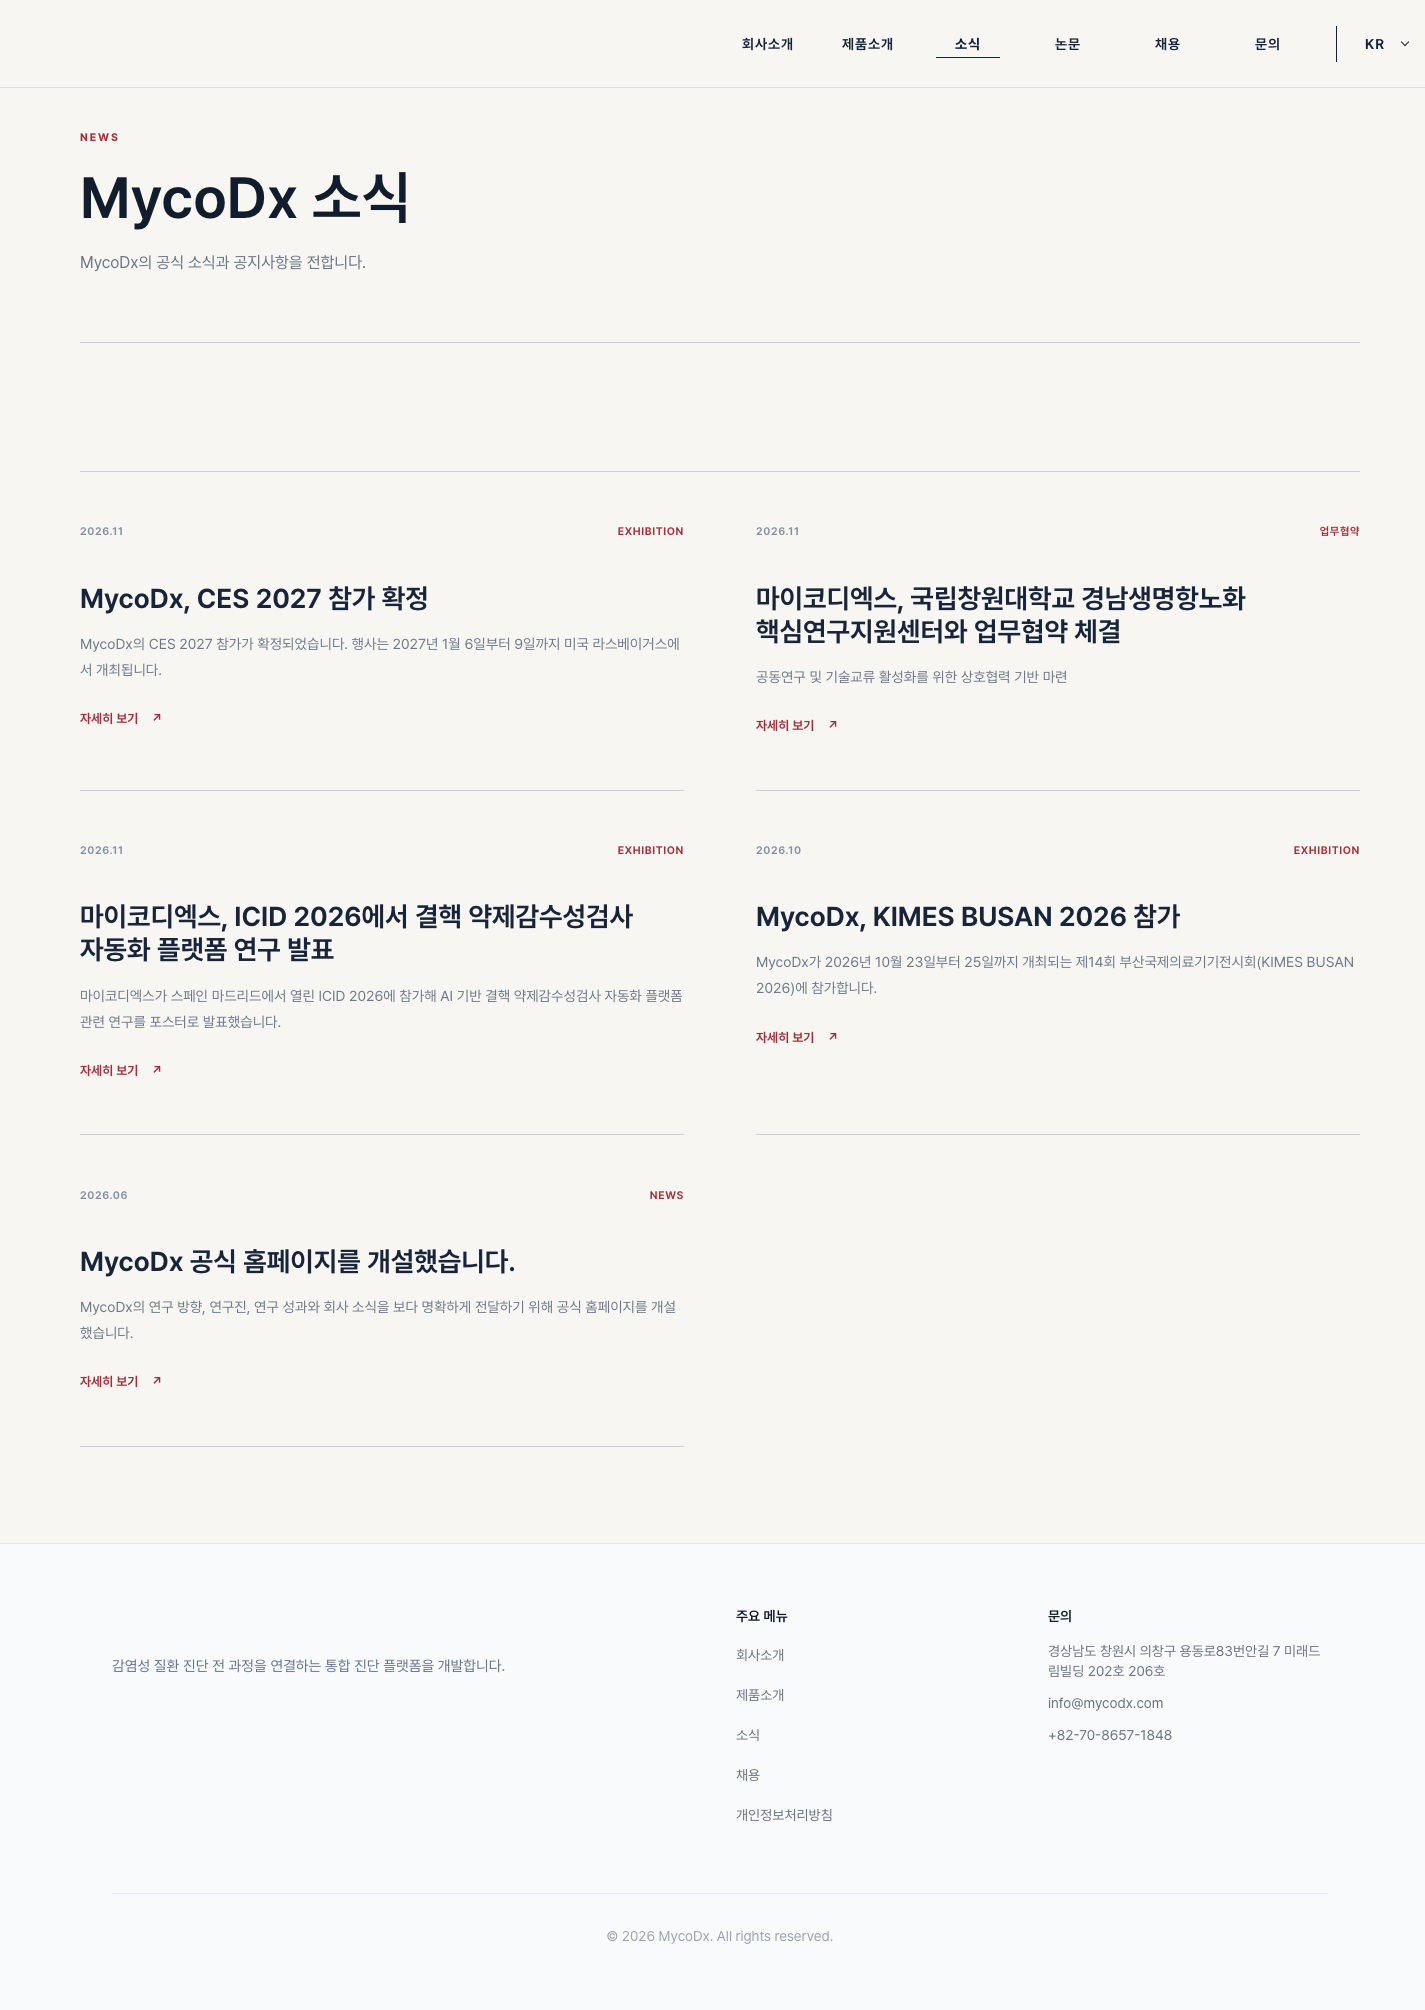 회사소개
제품소개
소식
논문
채용
문의
KR
NEWS
MycoDx 소식
MycoDx의 공식 소식과 공지사항을 전합니다.
2026.11
EXHIBITION
MycoDx, CES 2027 참가 확정
MycoDx의 CES 2027 참가가 확정되었습니다. 행사는 2027년 1월 6일부터 9일까지 미국 라스베이거스에
서 개최됩니다.
자세히 보기 ↗
2026.11
업무협약
마이코디엑스, 국립창원대학교 경남생명항노화
핵심연구지원센터와 업무협약 체결
공동연구 및 기술교류 활성화를 위한 상호협력 기반 마련
자세히 보기 ↗
2026.11
EXHIBITION
마이코디엑스, ICID 2026에서 결핵 약제감수성검사
자동화 플랫폼 연구 발표
마이코디엑스가 스페인 마드리드에서 열린 ICID 2026에 참가해 AI 기반 결핵 약제감수성검사 자동화 플랫폼
관련 연구를 포스터로 발표했습니다.
자세히 보기 ↗
2026.10
EXHIBITION
MycoDx, KIMES BUSAN 2026 참가
MycoDx가 2026년 10월 23일부터 25일까지 개최되는 제14회 부산국제의료기기전시회(KIMES BUSAN
2026)에 참가합니다.
자세히 보기 ↗
2026.06
NEWS
MycoDx 공식 홈페이지를 개설했습니다.
MycoDx의 연구 방향, 연구진, 연구 성과와 회사 소식을 보다 명확하게 전달하기 위해 공식 홈페이지를 개설
했습니다.
자세히 보기 ↗
감염성 질환 진단 전 과정을 연결하는 통합 진단 플랫폼을 개발합니다.
주요 메뉴
회사소개
제품소개
소식
채용
개인정보처리방침
문의
경상남도 창원시 의창구 용동로83번안길 7 미래드
림빌딩 202호 206호
info@mycodx.com
+82-70-8657-1848
© 2026 MycoDx. All rights reserved.